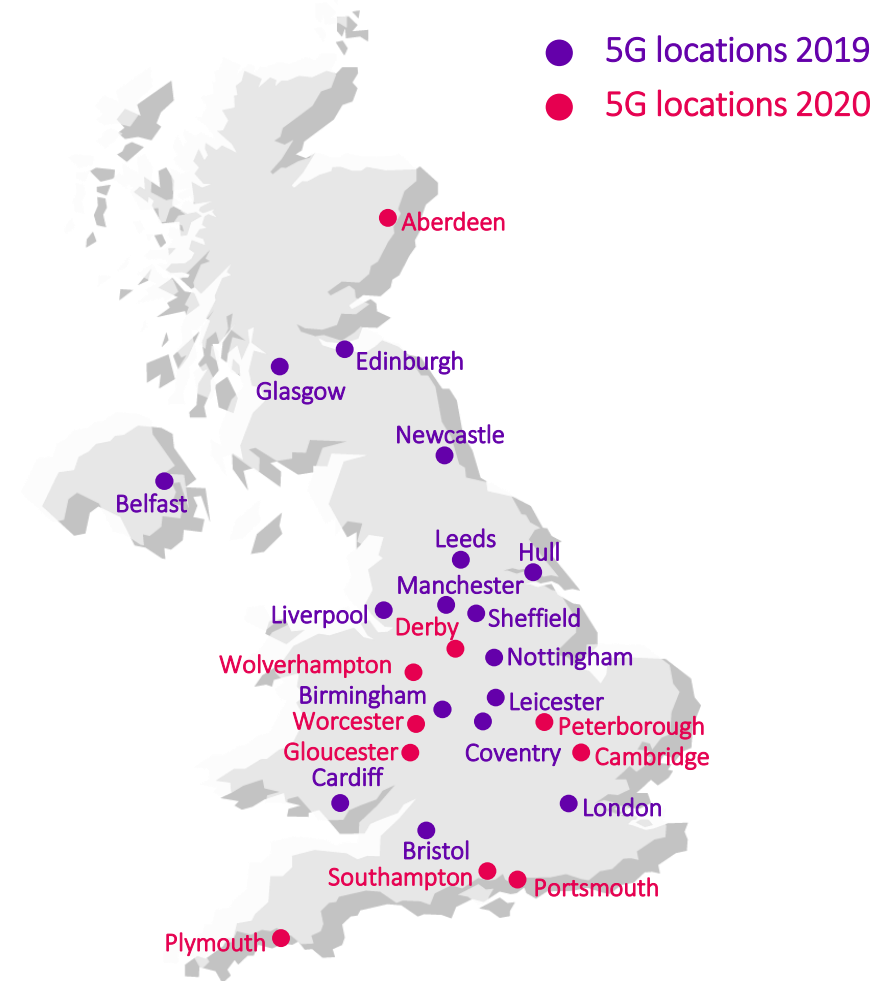 5G locations 2019
5G locations 2020
Aberdeen
Edinburgh
Glasgow
Newcastle
Belfast
Leeds
Hull
Manchester
Liverpool
Sheffield
Derby
Nottingham
Wolverhampton
Birmingham
Leicester
Worcester
Peterborough
Gloucester
Coventry
Cambridge
Cardiff
London
Bristol
Southampton
Portsmouth
Plymouth